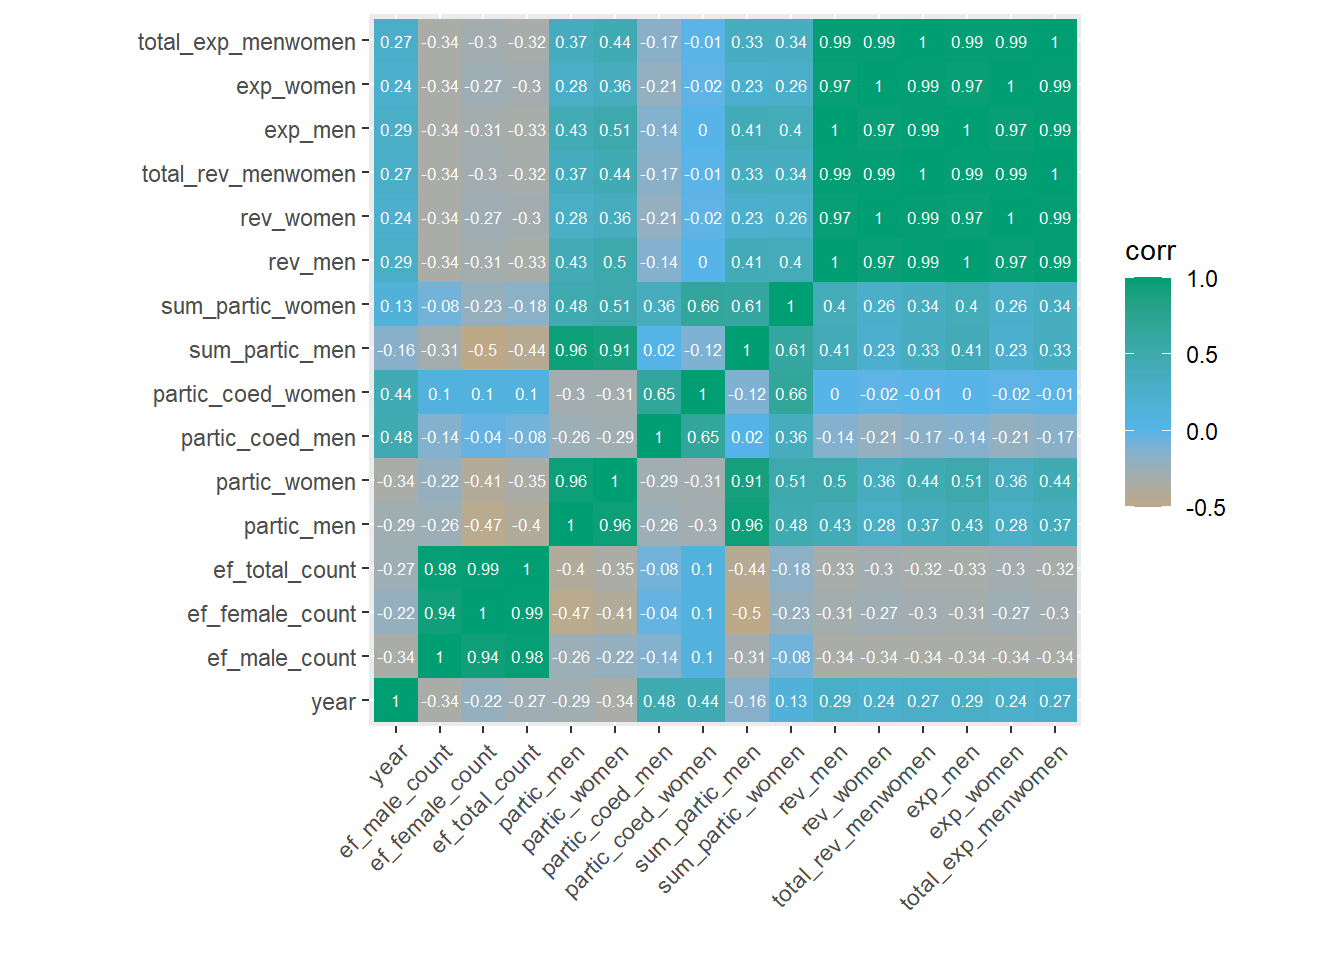 total_exp_menwomen 0.27 -0.34 -0.3 -0.32 0.37 0.44 -0.17 -0.01 0.33 0.34 0.99 0.99 1 0.99 0.99 1
exp_women 0.24 -0.34 -0.27 -0.3 0.28 0.36 -0.21 -0.02 0.23 0.26 0.97 1 0.99 0.97 1 0.99
exp_men 0.29 -0.34 -0.31 -0.33 0.43 0.51 -0.14 0 0.41 0.4 1 0.97 0.99 1 0.97 0.99
total_rev_menwomen 0.27 -0.34 -0.3 -0.32 0.37 0.44 -0.17 -0.01 0.33 0.34 0.99 0.99 1 0.99 0.99 1
rev_women 0.24 -0.34 -0.27 -0.3 0.28 0.36 -0.21 -0.02 0.23 0.26 0.97 1 0.99 0.97 1 0.99
rev_men 0.29 -0.34 -0.31 -0.33 0.43 0.5 -0.14 0 0.41 0.4 1 0.97 0.99 1 0.97 0.99
sum_partic_women 0.13 -0.08 -0.23 -0.18 0.48 0.51 0.36 0.66 0.61 1 0.4 0.26 0.34 0.4 0.26 0.34
sum_partic_men -0.16 -0.31 -0.5 -0.44 0.96 0.91 0.02 -0.12 1 0.61 0.41 0.23 0.33 0.41 0.23 0.33
partic_coed_women 0.44 0.1 0.1 0.1 -0.3 -0.31 0.65 1 -0.12 0.66 0 -0.02 -0.01 0 -0.02 -0.01
partic_coed_men 0.48 -0.14 -0.04 -0.08 -0.26 -0.29 1 0.65 0.02 0.36 -0.14 -0.21 -0.17 -0.14 -0.21 -0.17
partic_women -0.34 -0.22 -0.41 -0.35 0.96 1 -0.29 -0.31 0.91 0.51 0.5 0.36 0.44 0.51 0.36 0.44
partic_men -0.29 -0.26 -0.47 -0.4 1 0.96 -0.26 -0.3 0.96 0.48 0.43 0.28 0.37 0.43 0.28 0.37
ef_total_count -0.27 0.98 0.99 1 -0.4 -0.35 -0.08 0.1 -0.44 -0.18 -0.33 -0.3 -0.32 -0.33 -0.3 -0.32
ef_female_count -0.22 0.94 1 0.99 -0.47 -0.41 -0.04 0.1 -0.5 -0.23 -0.31 -0.27 -0.3 -0.31 -0.27 -0.3
ef_male_count -0.34 1 0.94 0.98 -0.26 -0.22 -0.14 0.1 -0.31 -0.08 -0.34 -0.34 -0.34 -0.34 -0.34 -0.34
year 1 -0.34 -0.22 -0.27 -0.29 -0.34 0.48 0.44 -0.16 0.13 0.29 0.24 0.27 0.29 0.24 0.27
year
ef_male_count
ef_female_count
ef_total_count
partic_men
partic_women
partic_coed_men
partic_coed_women
sum_partic_men
sum_partic_women
rev_men
rev_women
total_rev_menwomen
exp_men
exp_women
total_exp_menwomen
corr
1.0
0.5
0.0
-0.5